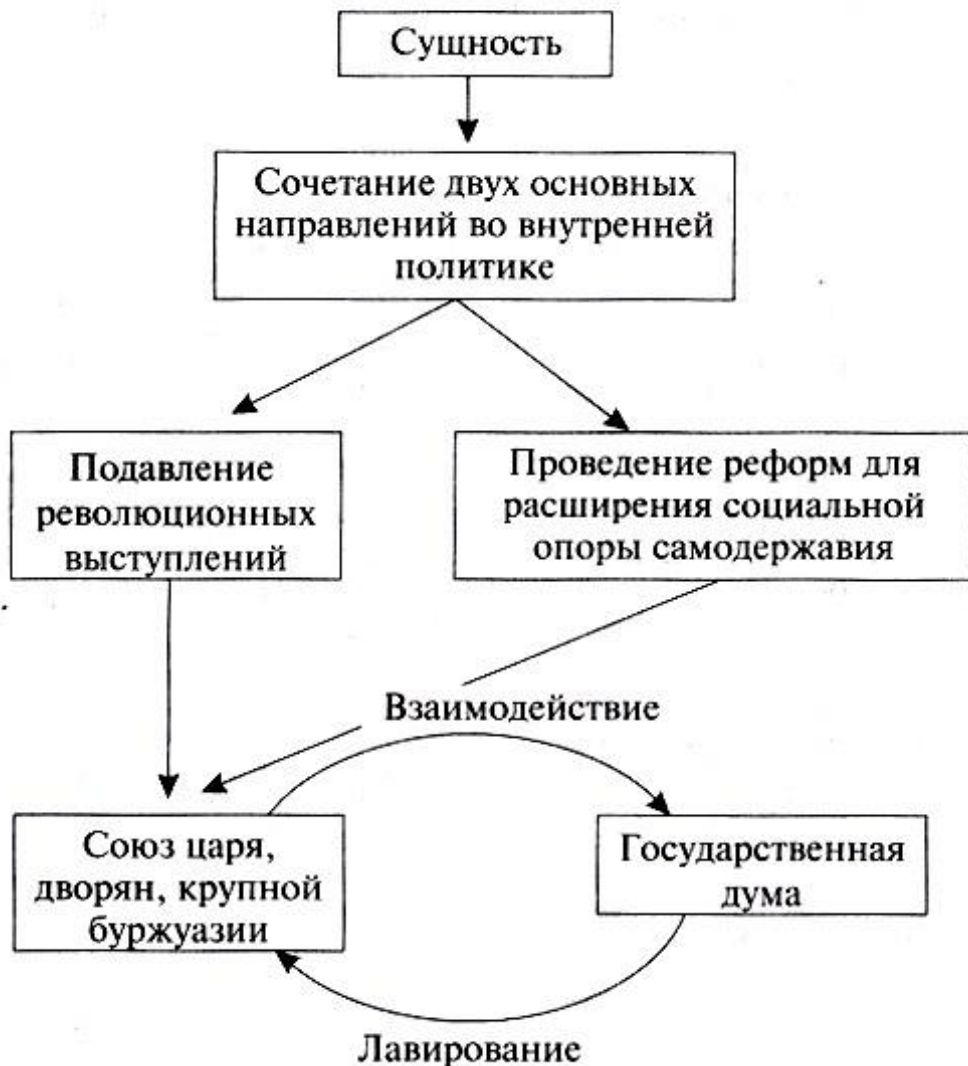 Сущность
Сочетание двух основных
направлений во внутренней
политике
Подавление
революционных
выступлений
Проведение реформ для
расширения социальной
опоры самодержавия
Взаимодействие
Союз царя,
дворян, крупной
буржуазии
Государственная
дума
Лавирование